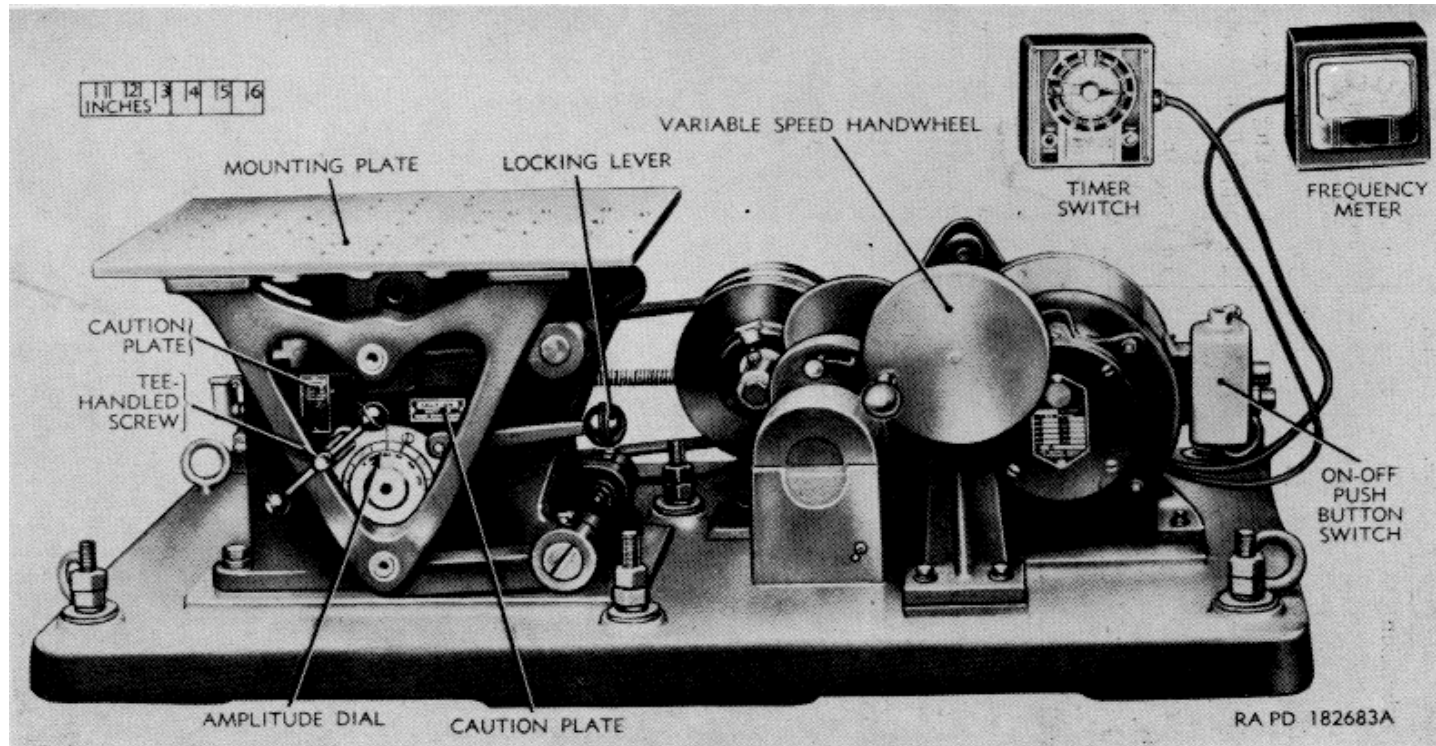 1 2 3 4 5 6
INCHES
VARIABLE SPEED HANDWHEEL
MOUNTING PLATE
LOCKING LEVER
TIMER
SWITCH
FREQUENCY
METER
CAUTION
PLATE
TEE-
HANDLED
SCREW
ON-OFF
PUSH
BUTTON
SWITCH
AMPLITUDE DIAL
CAUTION PLATE
RA PD 182683A